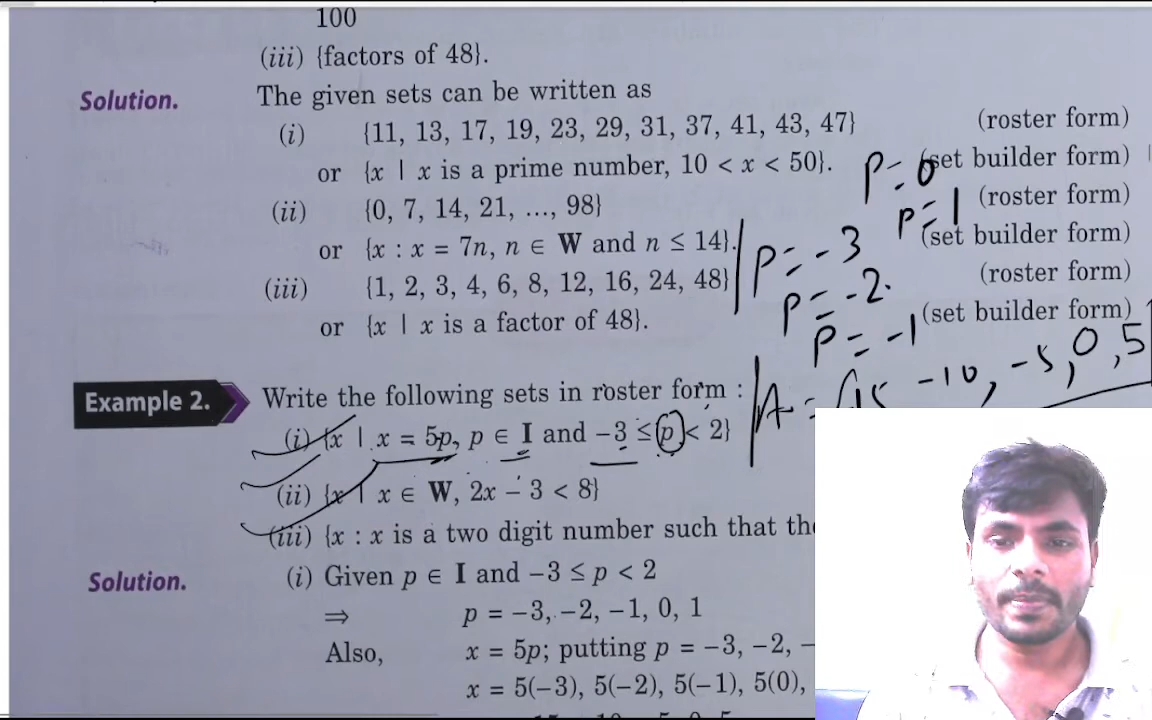 100
(iii) {factors of 48}.
Solution. The given sets can be written as
(i) {11, 13, 17, 19, 23, 29, 31, 37, 41, 43, 47} (roster form)
or {x | x is a prime number, 10 < x < 50}. (set builder form)
p = 0
(ii) {0, 7, 14, 21, ..., 98} (roster form)
p = 1
or {x : x = 7n, n ∈ W and n ≤ 14}. (set builder form)
p = -3
(iii) {1, 2, 3, 4, 6, 8, 12, 16, 24, 48} (roster form)
p = -2
or {x | x is a factor of 48}. (set builder form)
p = -1
Example 2. Write the following sets in roster form :
A = -10, -5, 0, 5
(i) {x | x = 5p, p ∈ I and −3 ≤ p < 2}
(ii) {x | x ∈ W, 2x − 3 < 8}
(iii) {x : x is a two digit number such that
Solution. (i) Given p ∈ I and −3 ≤ p < 2
⇒ p = −3, −2, −1, 0, 1
Also, x = 5p; putting p = −3, −2,
x = 5(−3), 5(−2), 5(−1), 5(0),